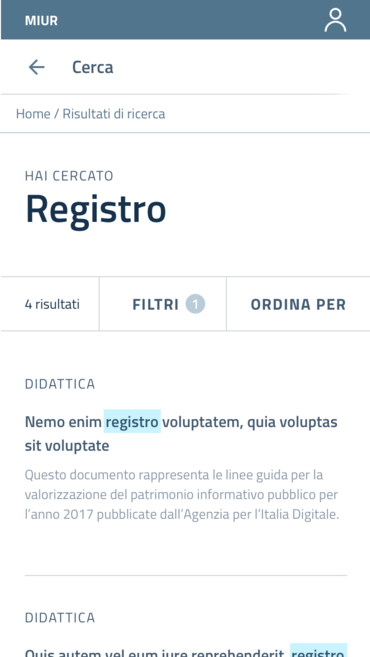 MIUR
Cerca
Home / Risultati di ricerca
HAI CERCATO
Registro
4 risultati FILTRI 1 ORDINA PER
DIDATTICA
Nemo enim registro voluptatem, quia voluptas
sit voluptate
Questo documento rappresenta le linee guida per la
valorizzazione del patrimonio informativo pubblico per
l'anno 2017 pubblicate dall'Agenzia per l'Italia Digitale.
DIDATTICA
Quis autem vel eum iure reprehenderit, registro